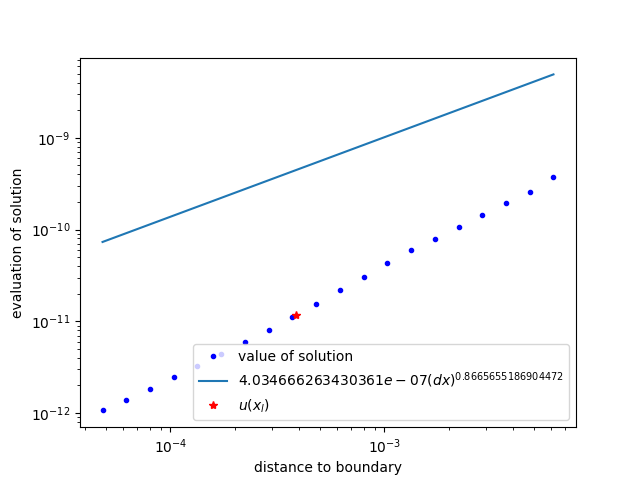 10⁻⁹
10⁻¹⁰
10⁻¹¹
10⁻¹²
evaluation of solution
value of solution
4.034666263430361e − 07(dx)^0.8665655186904472
u(x_l)
10⁻⁴
10⁻³
distance to boundary